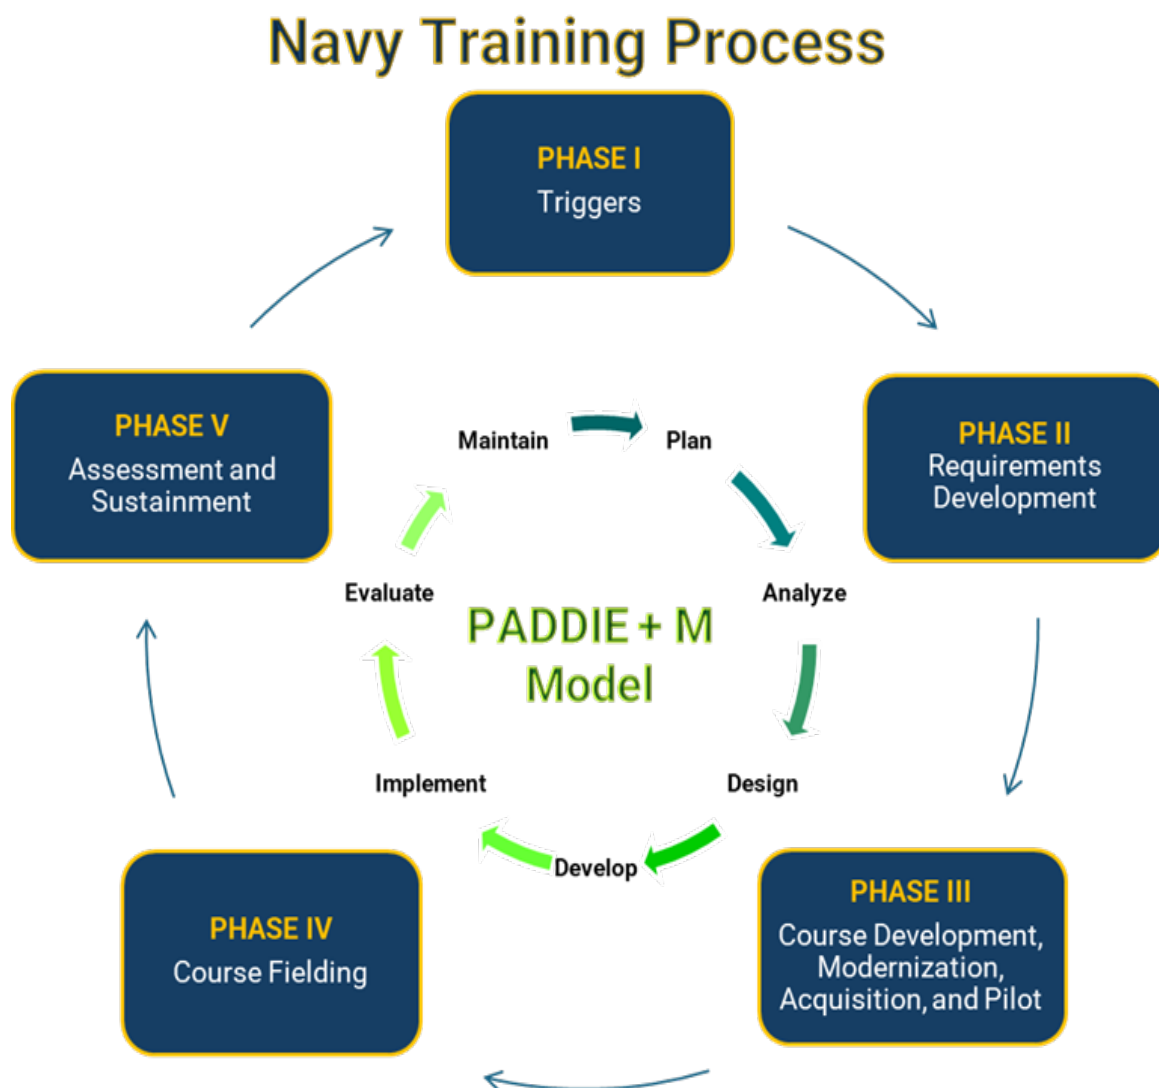 Navy Training Process
PHASE I
Triggers
PHASE II
Requirements
Development
PHASE III
Course Development,
Modernization,
Acquisition, and Pilot
PHASE IV
Course Fielding
PHASE V
Assessment and
Sustainment
Maintain
Plan
Analyze
Design
Develop
Implement
Evaluate
PADDIE + M
Model